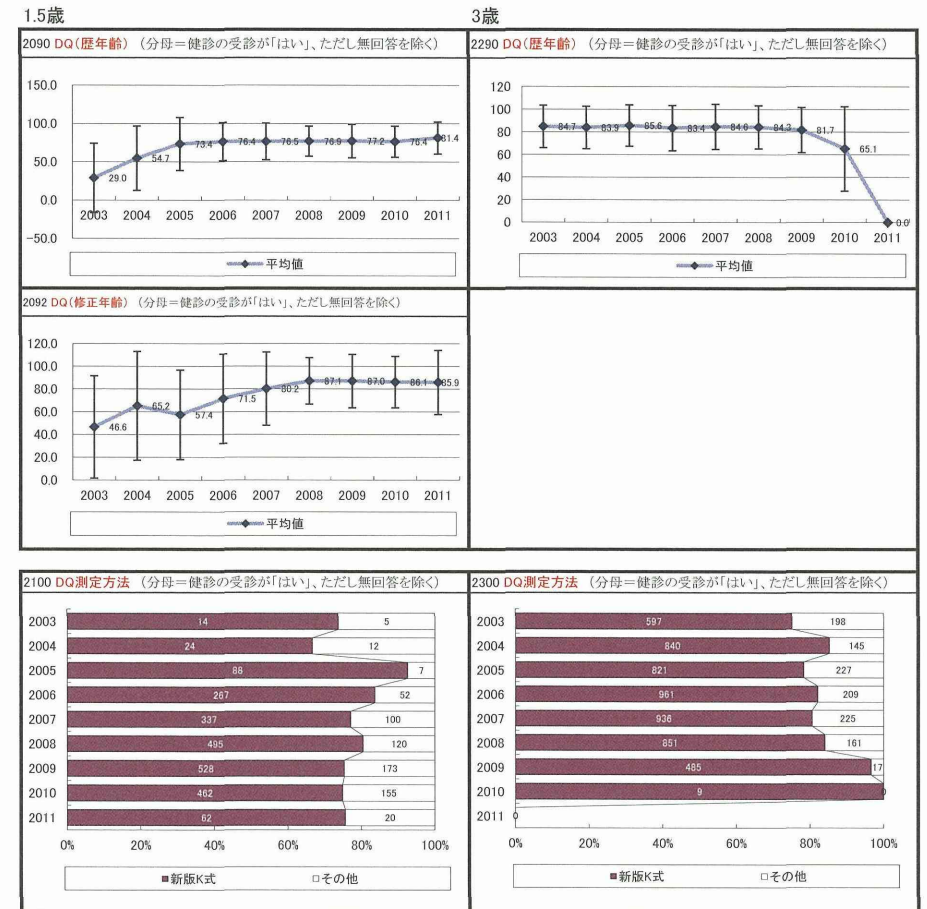 1.5歳
3歳
2090 DQ(歴年齢) (分母=健診の受診が「はい」、ただし無回答を除く)
150.0
100.0
50.0
0.0
-50.0
29.0 54.7 73.4 76.4 76.5 76.9 77.2 76.4 81.4
2003 2004 2005 2006 2007 2008 2009 2010 2011
平均値
2290 DQ(歴年齢) (分母=健診の受診が「はい」、ただし無回答を除く)
120
100
80
60
40
20
0
84.7 83.9 85.6 83.4 84.6 84.3 81.7 65.1 0.0
2003 2004 2005 2006 2007 2008 2009 2010 2011
平均値
2092 DQ(修正年齢) (分母=健診の受診が「はい」、ただし無回答を除く)
120.0
100.0
80.0
60.0
40.0
20.0
0.0
46.6 65.2 57.4 71.5 80.2 87.1 87.0 86.1 85.9
2003 2004 2005 2006 2007 2008 2009 2010 2011
平均値
2100 DQ測定方法 (分母=健診の受診が「はい」、ただし無回答を除く)
2003 14 5
2004 24 12
2005 88 7
2006 267 52
2007 337 100
2008 495 120
2009 528 173
2010 462 155
2011 62 20
0% 20% 40% 60% 80% 100%
■新版K式 □その他
2300 DQ測定方法 (分母=健診の受診が「はい」、ただし無回答を除く)
2003 597 198
2004 840 145
2005 821 227
2006 961 209
2007 936 225
2008 851 161
2009 485 17
2010 9 0
2011 0
0% 20% 40% 60% 80% 100%
■新版K式 □その他